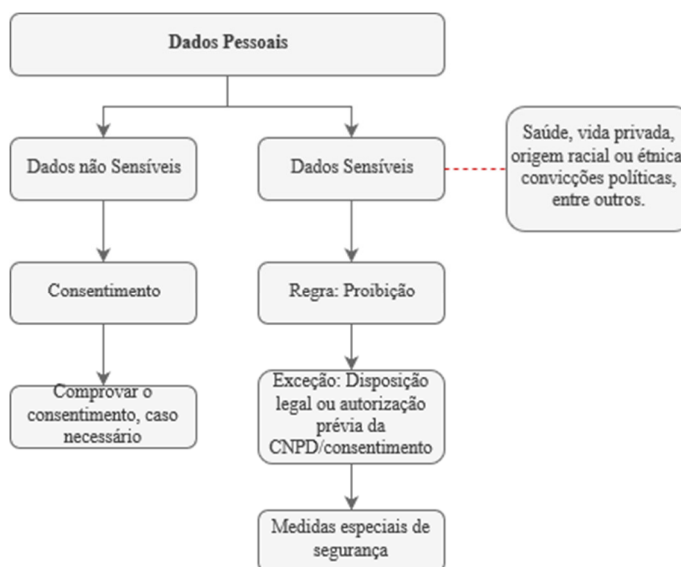 Dados Pessoais
Dados não Sensíveis
Dados Sensíveis
Saúde, vida privada,
origem racial ou étnica
convicções políticas,
entre outros.
Consentimento
Regra: Proibição
Comprovar o
consentimento, caso
necessário
Exceção: Disposição
legal ou autorização
prévia da
CNPD/consentimento
Medidas especiais de
segurança